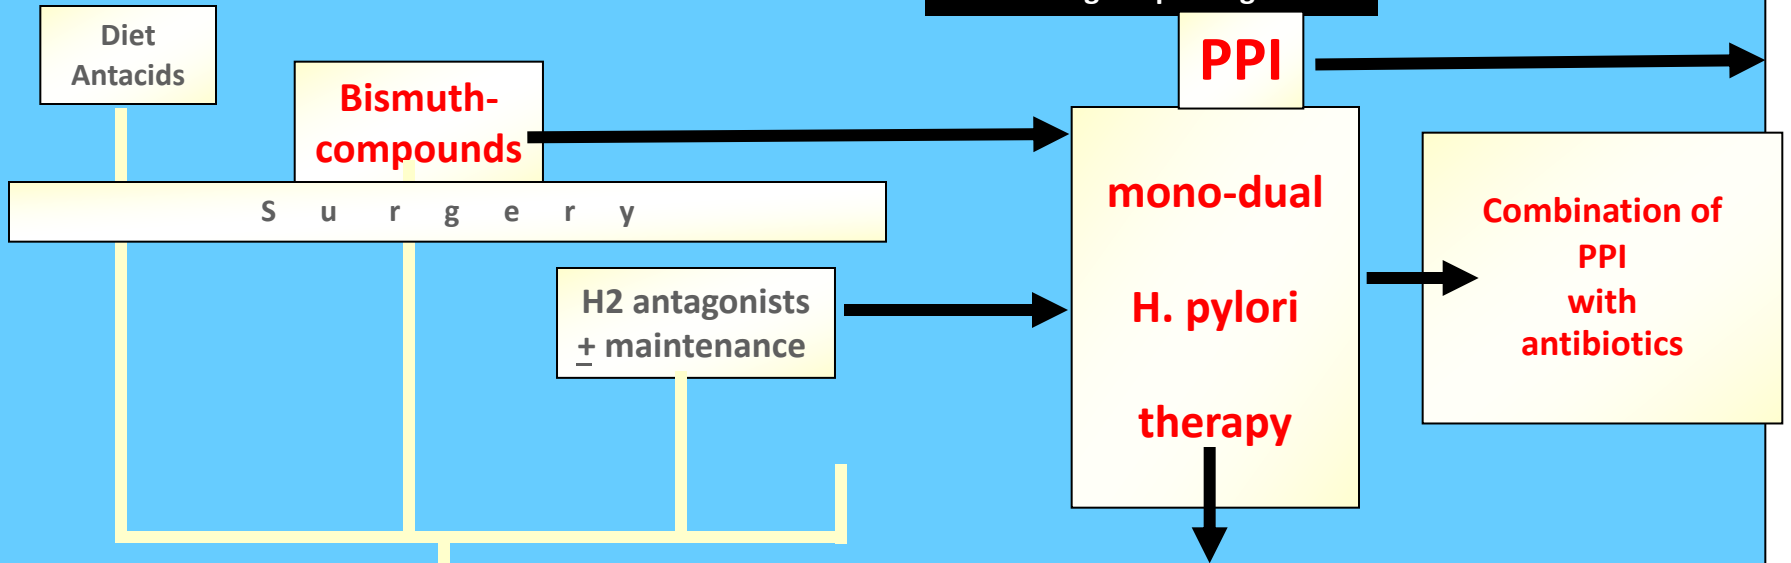 Diet
Antacids
Bismuth-
compounds
S u r g e r y
H2 antagonists
+ maintenance
PPI
mono-dual
H. pylori
therapy
Combination of
PPI
with
antibiotics